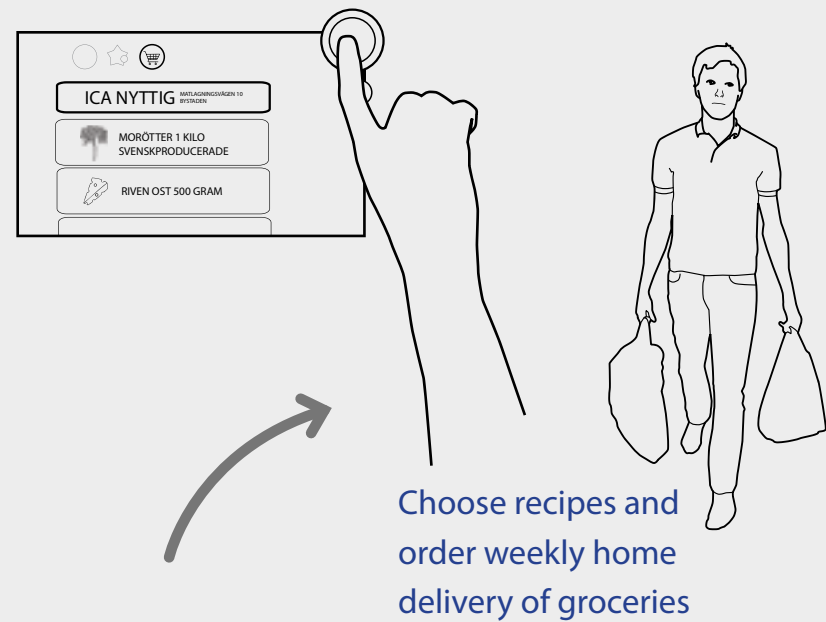 ICA NYTTIG MATLAGNINGSVÄGEN 10
BYSTADEN
MORÖTTER 1 KILO
SVENSKPRODUCERADE
RIVEN OST 500 GRAM
Choose recipes and
order weekly home
delivery of groceries